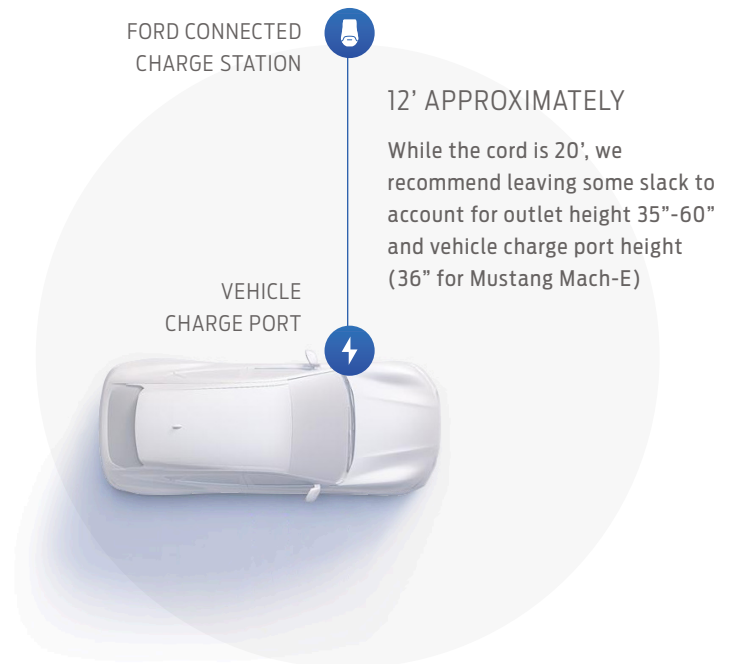 FORD CONNECTED
CHARGE STATION
12’ APPROXIMATELY
While the cord is 20’, we
recommend leaving some slack to
account for outlet height 35”-60”
and vehicle charge port height
(36” for Mustang Mach-E)
VEHICLE
CHARGE PORT